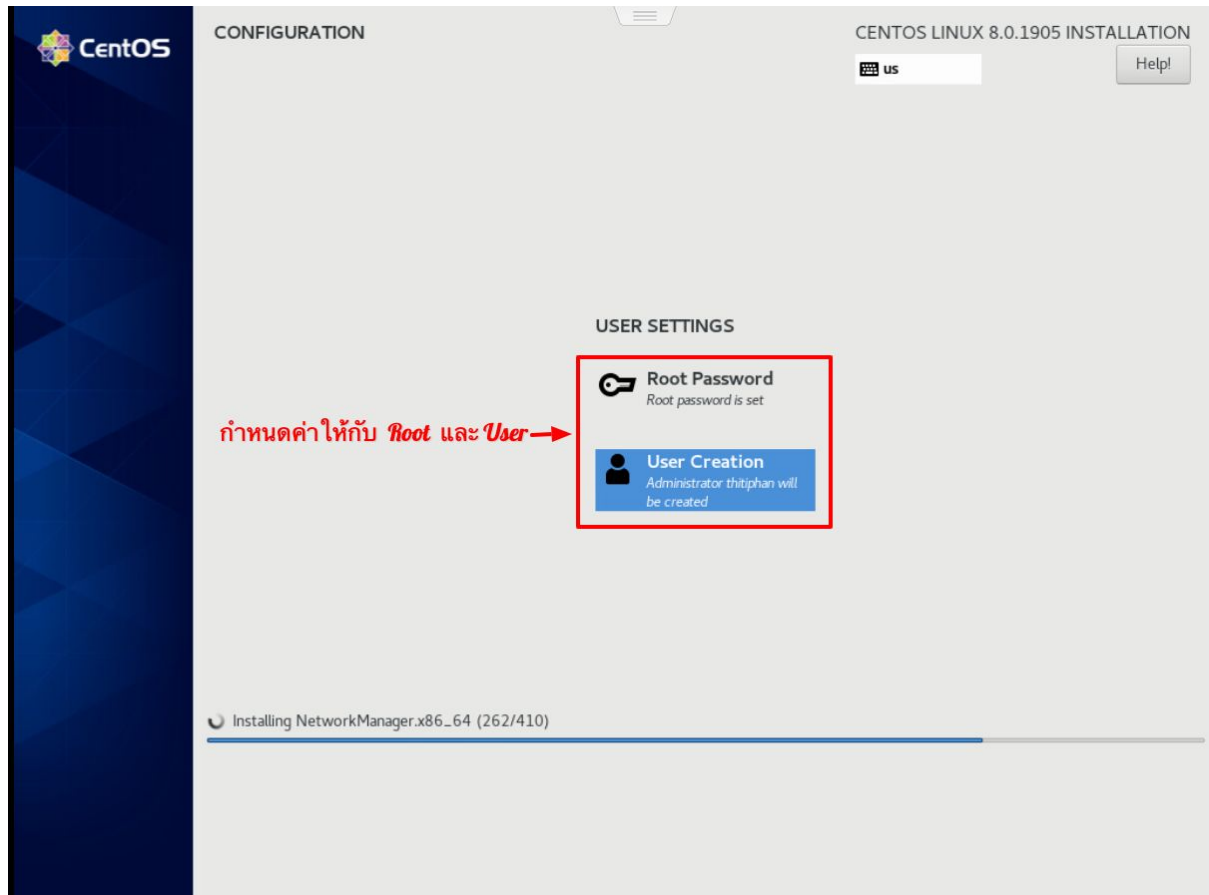 CentOS
CONFIGURATION
CENTOS LINUX 8.0.1905 INSTALLATION
us
Help!
USER SETTINGS
Root Password
Root password is set
กำหนดค่าให้กับ Root และ User
User Creation
Administrator thitiphan will
be created
Installing NetworkManager.x86_64 (262/410)